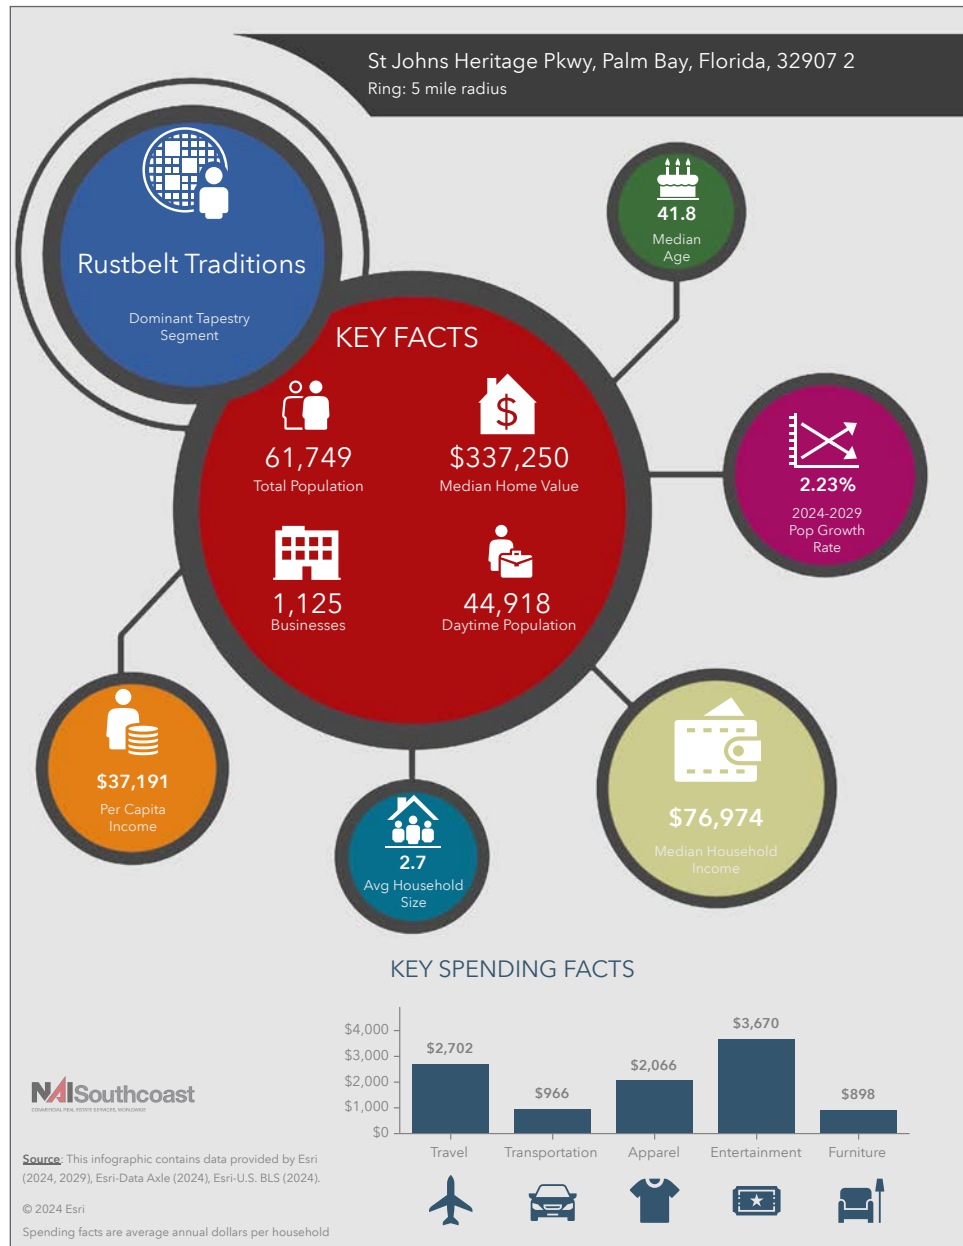 St Johns Heritage Pkwy, Palm Bay, Florida, 32907 2
Ring: 5 mile radius
Rustbelt Traditions
Dominant Tapestry
Segment
41.8
Median
Age
KEY FACTS
61,749
Total Population
$337,250
Median Home Value
1,125
Businesses
44,918
Daytime Population
2.23%
2024-2029
Pop Growth
Rate
$37,191
Per Capita
Income
2.7
Avg Household
Size
$76,974
Median Household
Income
KEY SPENDING FACTS
$4,000
$3,000
$2,000
$1,000
$0
$2,702
$966
$2,066
$3,670
$898
Travel
Transportation
Apparel
Entertainment
Furniture
NAISouthcoast
COMMERCIAL REAL ESTATE SERVICES, WORLDWIDE
Source: This infographic contains data provided by Esri
(2024, 2029), Esri-Data Axle (2024), Esri-U.S. BLS (2024).
© 2024 Esri
Spending facts are average annual dollars per household